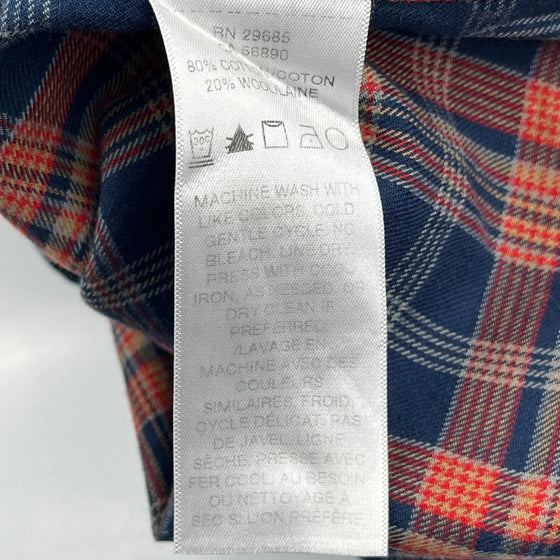 RN 29685
CA 56890
80% COTTON/COTON
20% WOOL/LAINE
30C
MACHINE WASH WITH
LIKE COLORS, COLD,
GENTLE CYCLE, NO
BLEACH, LINE DRY,
PRESS WITH COOL
IRON, AS NEEDED, OR
DRY CLEAN IF
PREFERRED
/LAVAGE EN
MACHINE AVEC DES
COULEURS
SIMILAIRES, FROID,
CYCLE DÉLICAT, PAS
DE JAVEL, LIGNE
SÈCHE, PRESSE AVEC
FER COOL, AU BESOIN
OU NETTOYAGE À
SEC SI L'ON PRÉFÈRE.